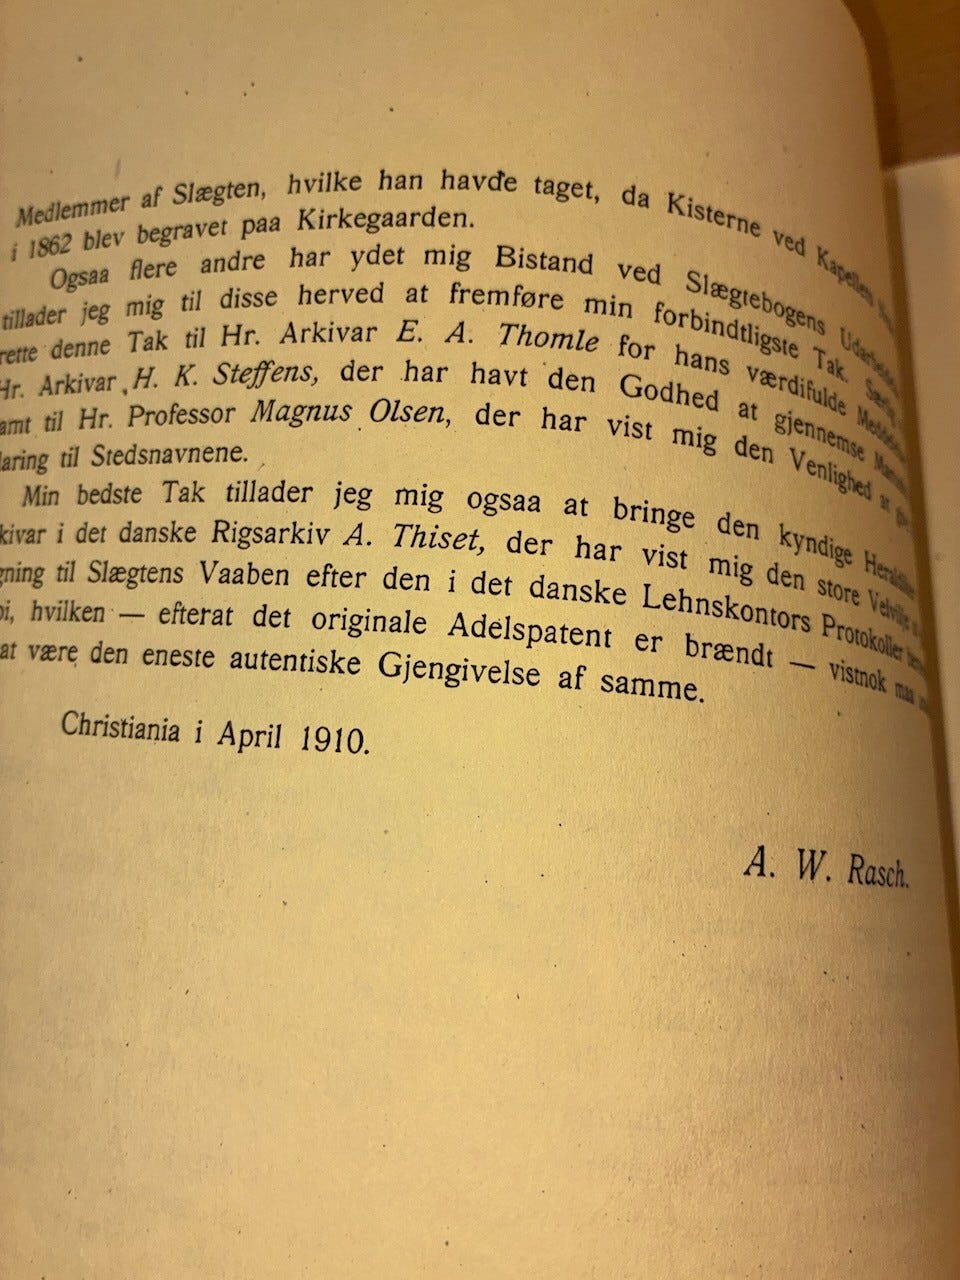 Medlemmer af Slægten, hvilke han havde taget, da Kisterne ved Kapellet
i 1862 blev begravet paa Kirkegaarden.
Ogsaa flere andre har ydet mig Bistand ved Slægtebogens
tillader jeg mig til disse herved at fremføre min forbindtligste Tak.
rette denne Tak til Hr. Arkivar E. A. Thomle for hans værdifulde
Hr. Arkivar H. K. Steffens, der har havt den Godhed at gjennemse
amt til Hr. Professor Magnus Olsen, der har vist mig den Venlighed at
laring til Stedsnavnene.
Min bedste Tak tillader jeg mig ogsaa at bringe den kyndige
kivar i det danske Rigsarkiv A. Thiset, der har vist mig den store
gning til Slægtens Vaaben efter den i det danske Lehnskontors Protokoller
pi, hvilken — efterat det originale Adelspatent er brændt — vistnok maa
at være den eneste autentiske Gjengivelse af samme.
Christiania i April 1910.
A. W. Rasch.